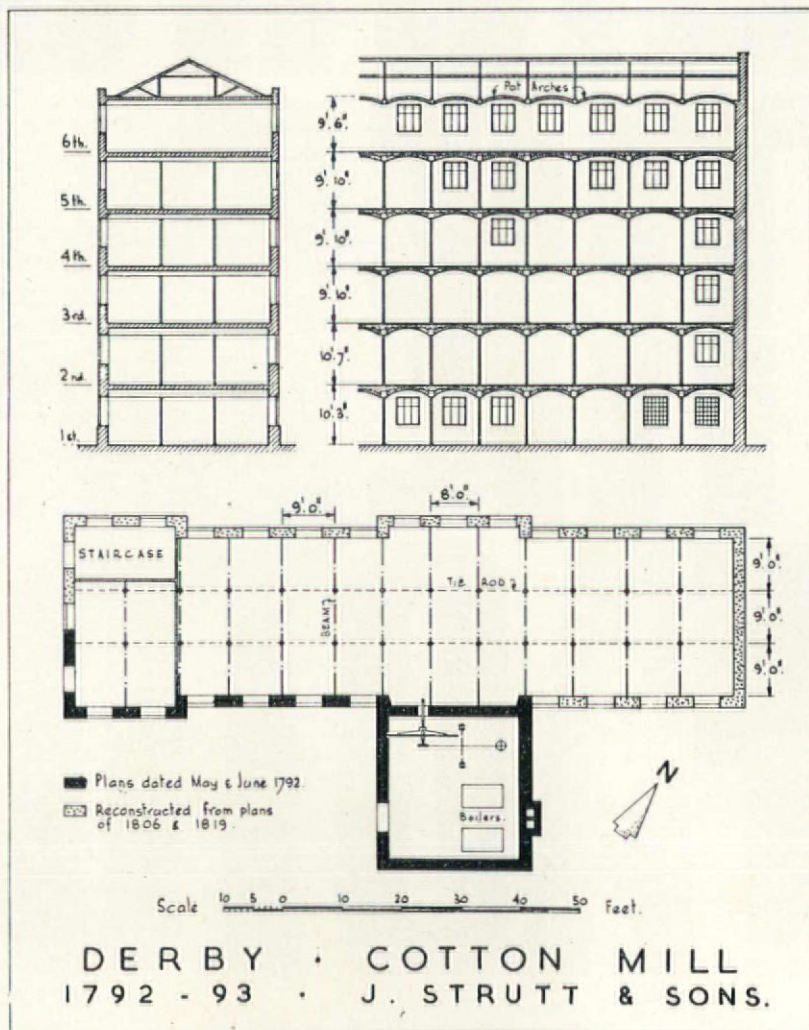 Pot Arches
6th.
9'. 6".
5th.
9'. 10".
4th.
9'. 10".
3rd.
9'. 10".
2nd.
10'. 7".
1st.
10'. 3".
9'. 0".
8'. 0".
STAIRCASE
BEAM
TIE ROD
9'. 0"
9'. 0"
9'. 0"
Plans dated May & June 1792.
Reconstructed from plans
of 1806 & 1819.
Boilers.
N
Scale 10 5 0 10 20 30 40 50 Feet.
DERBY · COTTON MILL
1792 - 93 · J. STRUTT & SONS.